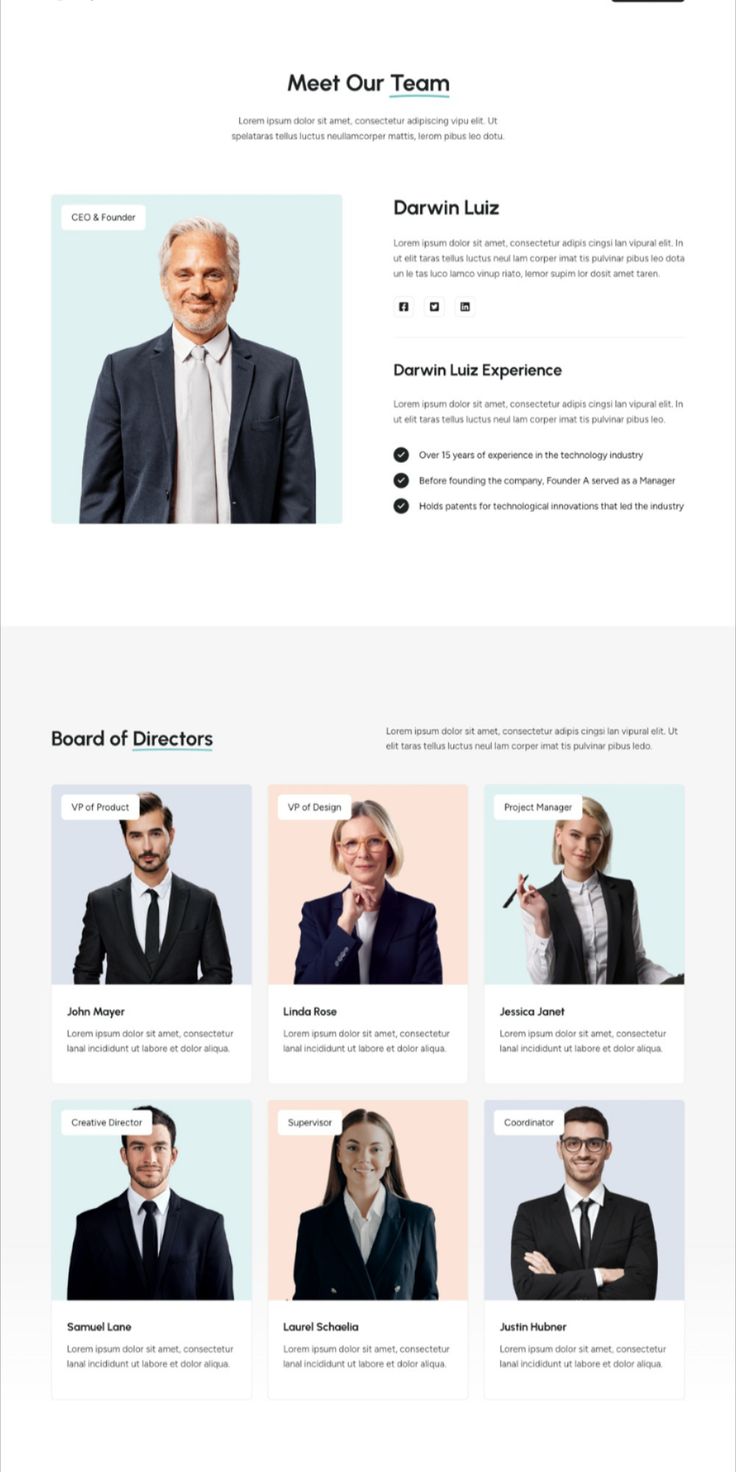 Meet Our Team
Lorem ipsum dolor sit amet, consectetur adipiscing vipu elit. Ut
spelataras tellus luctus neullamcorper mattis, lerom pibus leo dotu.
CEO & Founder
Darwin Luiz
Lorem ipsum dolor sit amet, consectetur adipis cingsi lan vipural elit. In
ut elit taras tellus luctus neul lam corper imat tis pulvinar pibus leo dota
un le tas luco lamco vinup riato, lemor supim lor dosit amet taren.
Darwin Luiz Experience
Lorem ipsum dolor sit amet, consectetur adipis cingsi lan vipural elit. In
ut elit taras tellus luctus neul lam corper imat tis pulvinar pibus leo.
Over 15 years of experience in the technology industry
Before founding the company, Founder A served as a Manager
Holds patents for technological innovations that led the industry
Board of Directors
Lorem ipsum dolor sit amet, consectetur adipis cingsi lan vipural elit. Ut
elit taras tellus luctus neul lam corper imat tis pulvinar pibus ledo.
VP of Product
John Mayer
Lorem ipsum dolor sit amet, consectetur
lanal incididunt ut labore et dolor aliqua.
VP of Design
Linda Rose
Lorem ipsum dolor sit amet, consectetur
lanal incididunt ut labore et dolor aliqua.
Project Manager
Jessica Janet
Lorem ipsum dolor sit amet, consectetur
lanal incididunt ut labore et dolor aliqua.
Creative Director
Samuel Lane
Lorem ipsum dolor sit amet, consectetur
lanal incididunt ut labore et dolor aliqua.
Supervisor
Laurel Schaelia
Lorem ipsum dolor sit amet, consectetur
lanal incididunt ut labore et dolor aliqua.
Coordinator
Justin Hubner
Lorem ipsum dolor sit amet, consectetur
lanal incididunt ut labore et dolor aliqua.